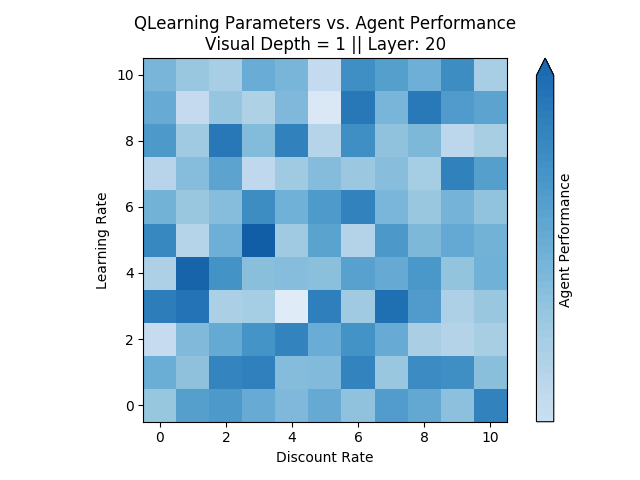 QLearning Parameters vs. Agent Performance
Visual Depth = 1 || Layer: 20
10
8
6
4
2
0
Learning Rate
0 2 4 6 8 10
Discount Rate
Agent Performance